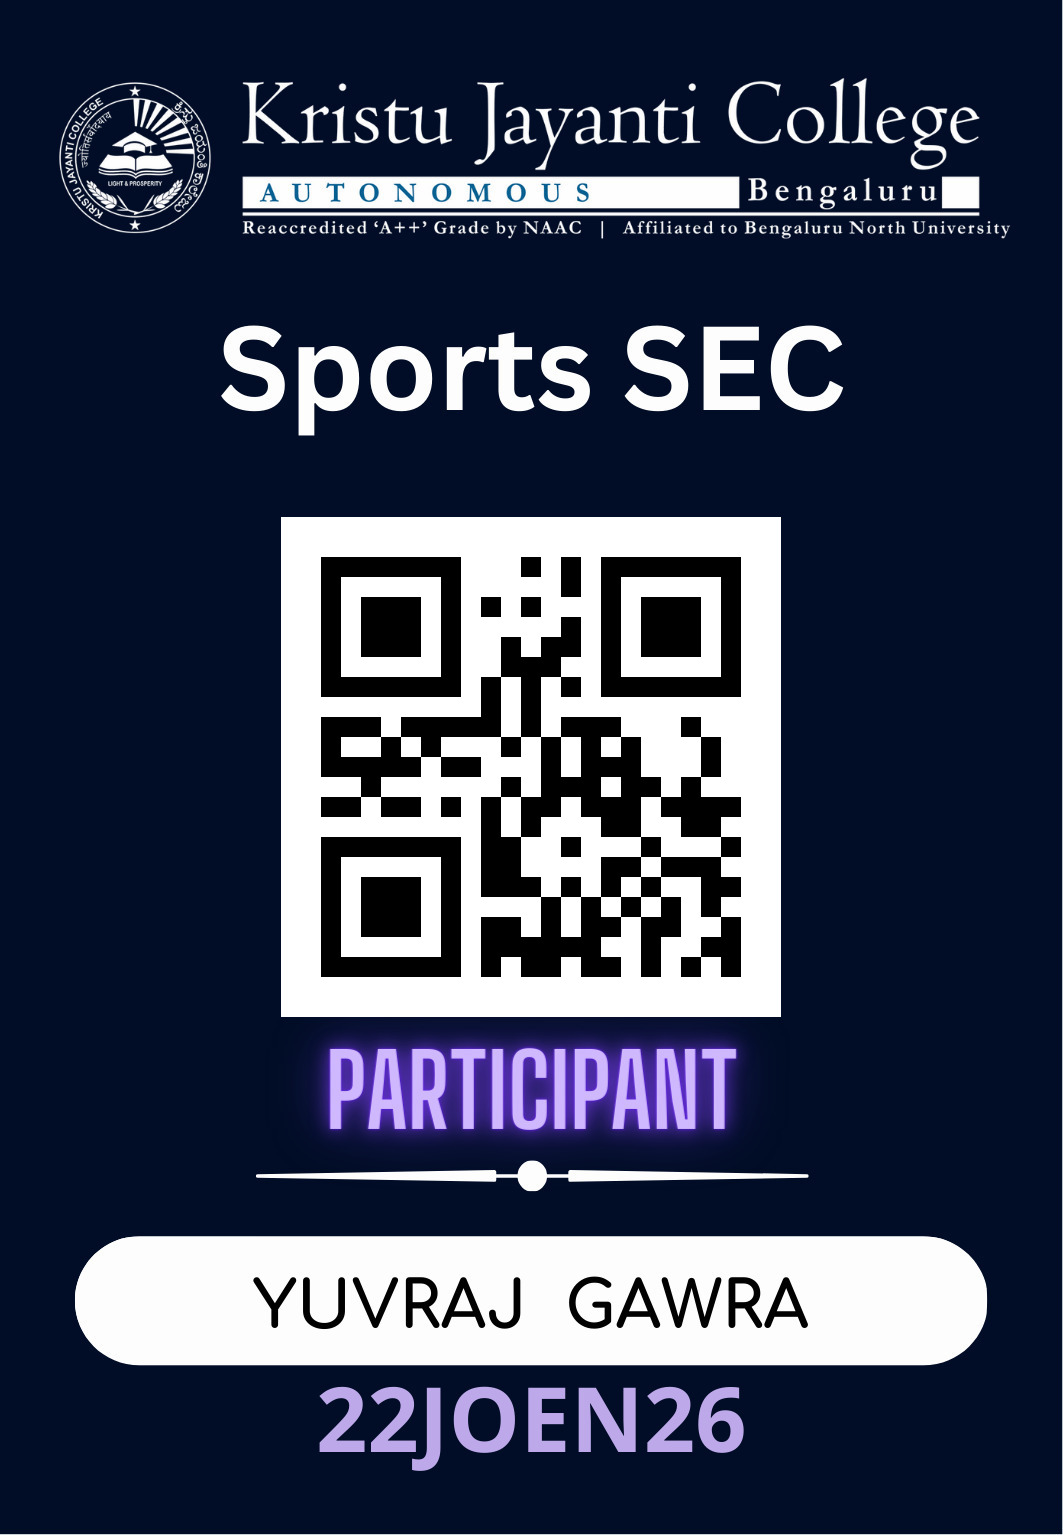 KRISTU JAYANTI COLLEGE
ಕ್ರಿಸ್ತು ಜಯಂತಿ ಕಾಲೇಜು
LIGHT & PROSPERITY
Kristu Jayanti College
AUTONOMOUS Bengaluru
Reaccredited ‘A++’ Grade by NAAC | Affiliated to Bengaluru North University
Sports SEC
PARTICIPANT
YUVRAJ GAWRA
22JOEN26